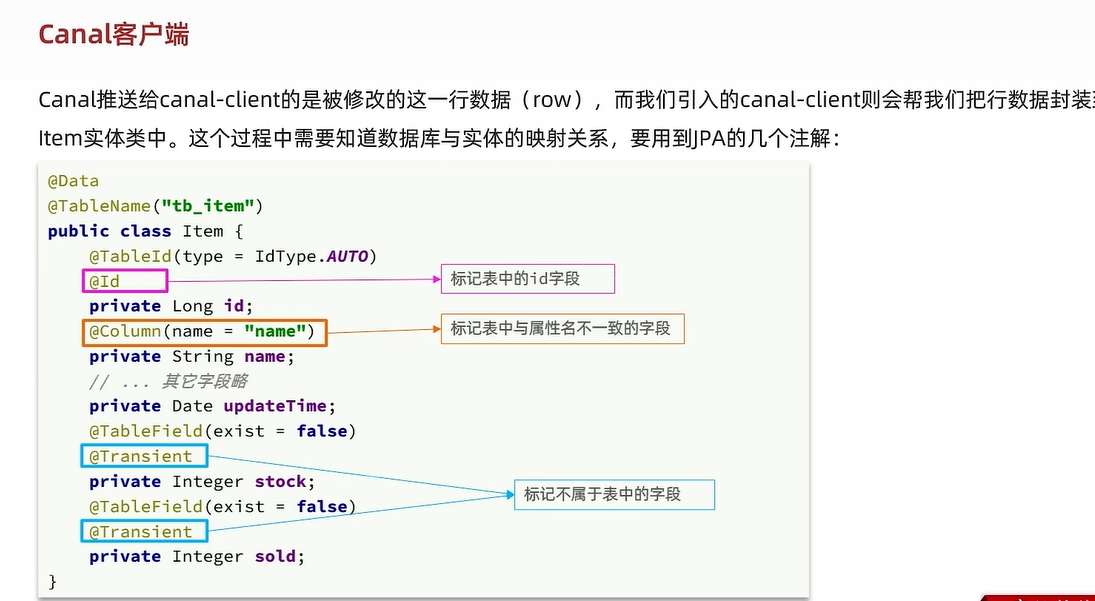 Canal客户端
Canal推送给canal-client的是被修改的这一行数据（row），而我们引入的canal-client则会帮我们把行数据封装
Item实体类中。这个过程中需要知道数据库与实体的映射关系，要用到JPA的几个注解：
@Data
@TableName("tb_item")
public class Item {
@TableId(type = IdType.AUTO)
@Id
标记表中的id字段
private Long id;
@Column(name = "name")
标记表中与属性名不一致的字段
private String name;
// ... 其它字段略
private Date updateTime;
@TableField(exist = false)
@Transient
private Integer stock;
标记不属于表中的字段
@TableField(exist = false)
@Transient
private Integer sold;
}